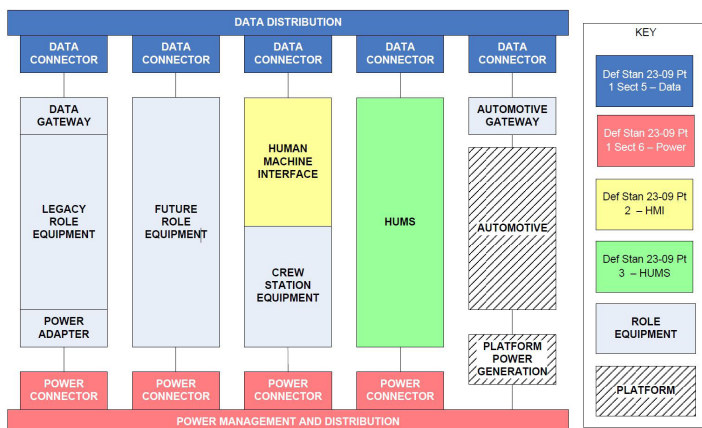 DATA DISTRIBUTION
DATA
CONNECTOR
DATA
CONNECTOR
DATA
CONNECTOR
DATA
CONNECTOR
DATA
CONNECTOR
DATA
GATEWAY
LEGACY
ROLE
EQUIPMENT
POWER
ADAPTER
FUTURE
ROLE
EQUIPMENT
HUMAN
MACHINE
INTERFACE
CREW
STATION
EQUIPMENT
HUMS
AUTOMOTIVE
GATEWAY
AUTOMOTIVE
PLATFORM
POWER
GENERATION
POWER
CONNECTOR
POWER
CONNECTOR
POWER
CONNECTOR
POWER
CONNECTOR
POWER MANAGEMENT AND DISTRIBUTION
KEY
Def Stan 23-09 Pt
1 Sect 5 – Data
Def Stan 23-09 Pt
1 Sect 6 – Power
Def Stan 23-09 Pt
2 – HMI
Def Stan 23-09 Pt
3 – HUMS
ROLE
EQUIPMENT
PLATFORM